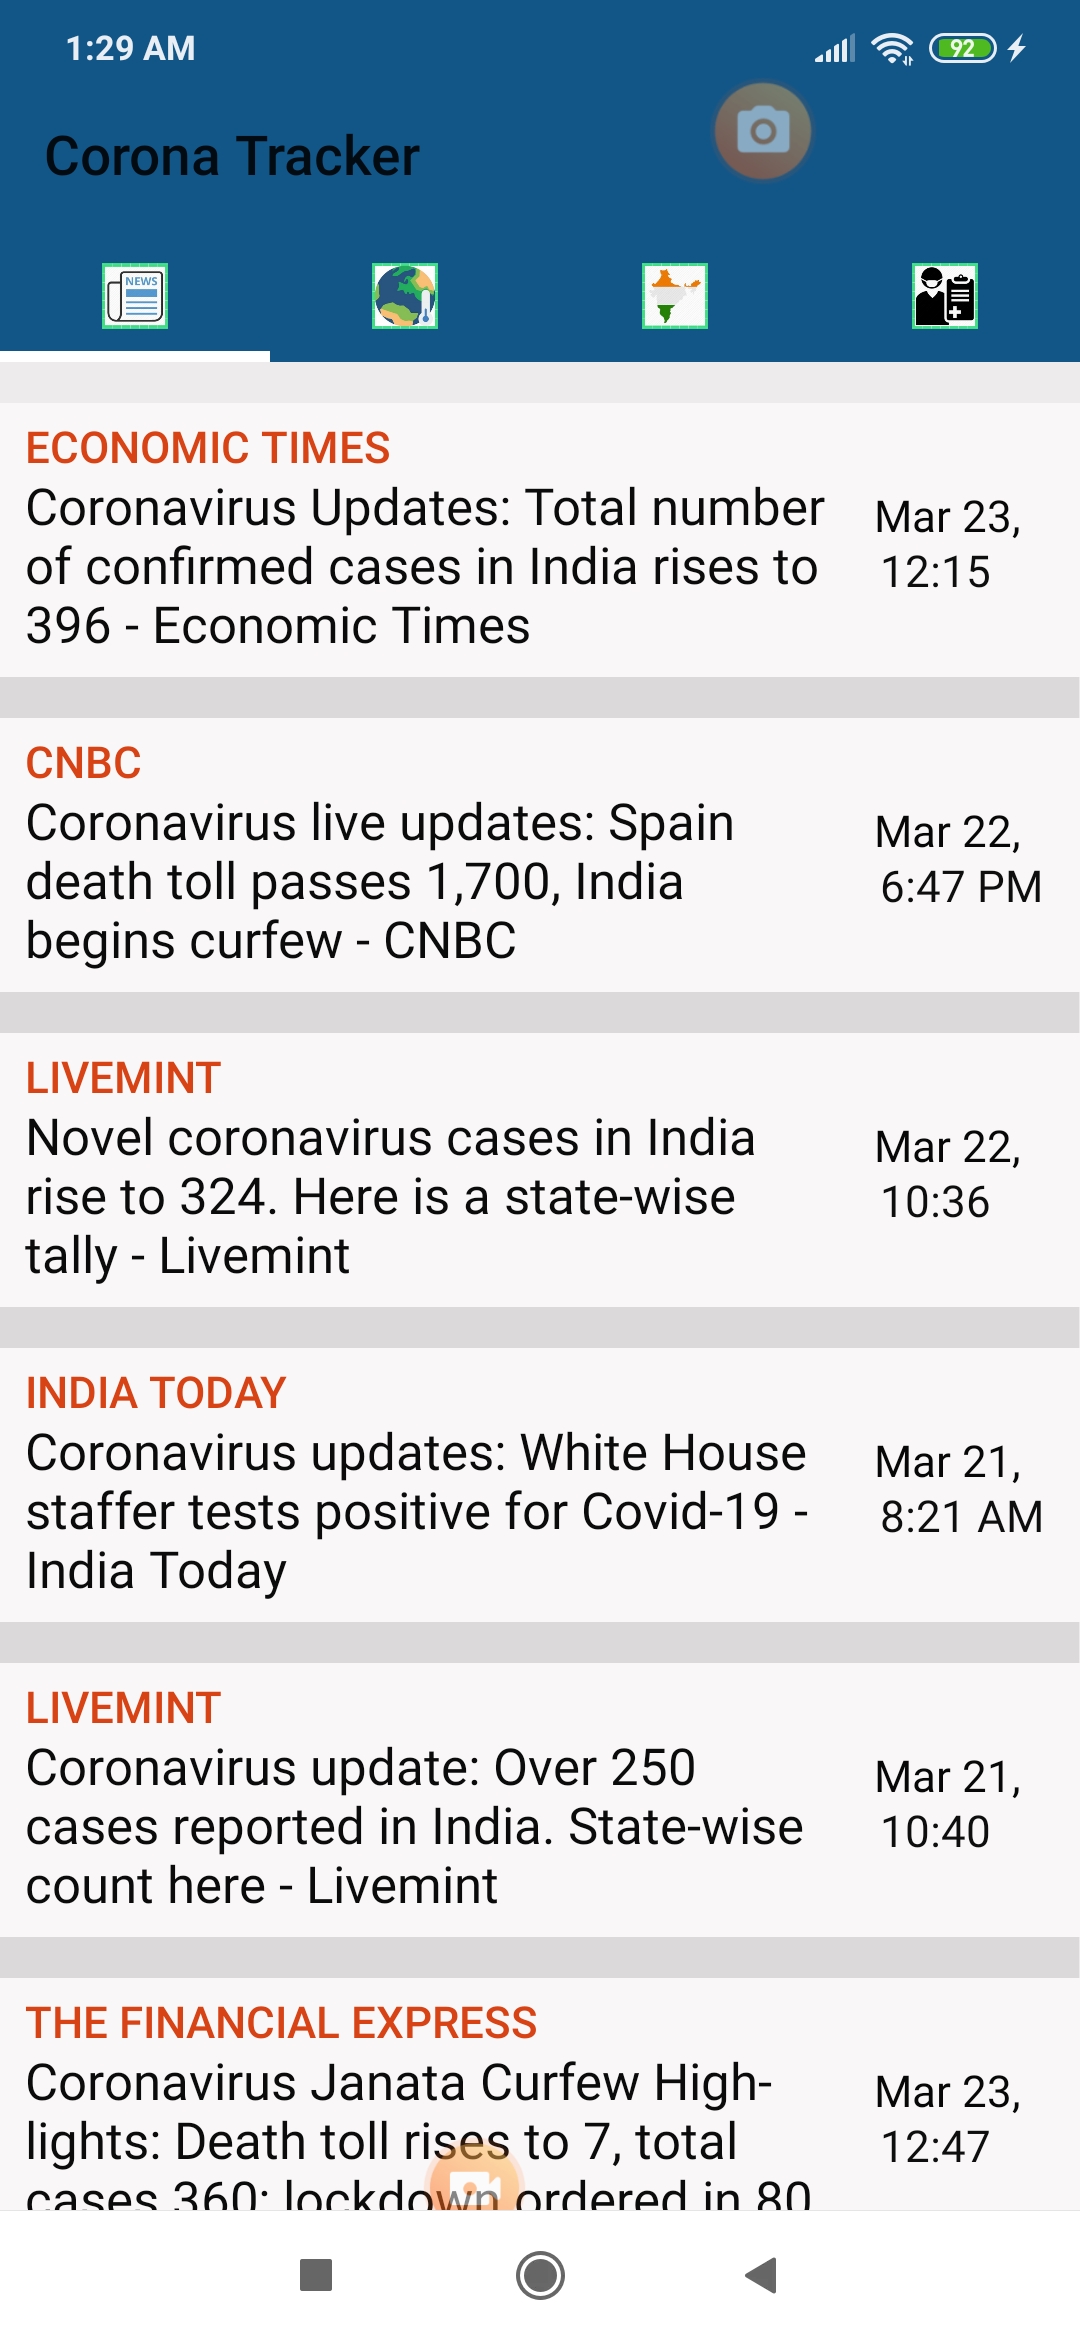 1:29 AM
92
Corona Tracker
NEWS
ECONOMIC TIMES
Coronavirus Updates: Total number
of confirmed cases in India rises to
396 - Economic Times
Mar 23,
12:15
CNBC
Coronavirus live updates: Spain
death toll passes 1,700, India
begins curfew - CNBC
Mar 22,
6:47 PM
LIVEMINT
Novel coronavirus cases in India
rise to 324. Here is a state-wise
tally - Livemint
Mar 22,
10:36
INDIA TODAY
Coronavirus updates: White House
staffer tests positive for Covid-19 -
India Today
Mar 21,
8:21 AM
LIVEMINT
Coronavirus update: Over 250
cases reported in India. State-wise
count here - Livemint
Mar 21,
10:40
THE FINANCIAL EXPRESS
Coronavirus Janata Curfew High-
lights: Death toll rises to 7, total
cases 360; lockdown ordered in 80
Mar 23,
12:47